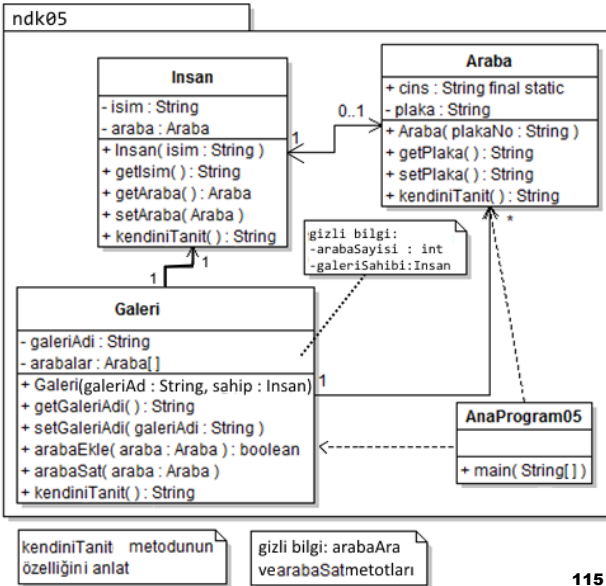 ndk05
Insan
- isim : String
- araba : Araba
+ Insan( isim : String )
+ getIsim( ) : String
+ getAraba( ) : Araba
+ setAraba( Araba )
+ kendiniTanit( ) : String
0..1
1
Araba
+ cins : String final static
- plaka : String
+ Araba( plakaNo : String )
+ getPlaka( ) : String
+ setPlaka( ) : String
+ kendiniTanit( ) : String
*
gizli bilgi:
-arabaSayisi : int
-galeriSahibi:Insan
1
1
Galeri
- galeriAdi : String
- arabalar : Araba[ ]
+ Galeri(galeriAd : String, sahip : Insan)
+ getGaleriAdi( ) : String
+ setGaleriAdi( galeriAdi : String )
+ arabaEkle( araba : Araba ) : boolean
+ arabaSat( araba : Araba )
+ kendiniTanit( ) : String
1
AnaProgram05
+ main( String[ ] )
kendiniTanit metodunun
özelliğini anlat
gizli bilgi: arabaAra
vearabaSatmetotları
115